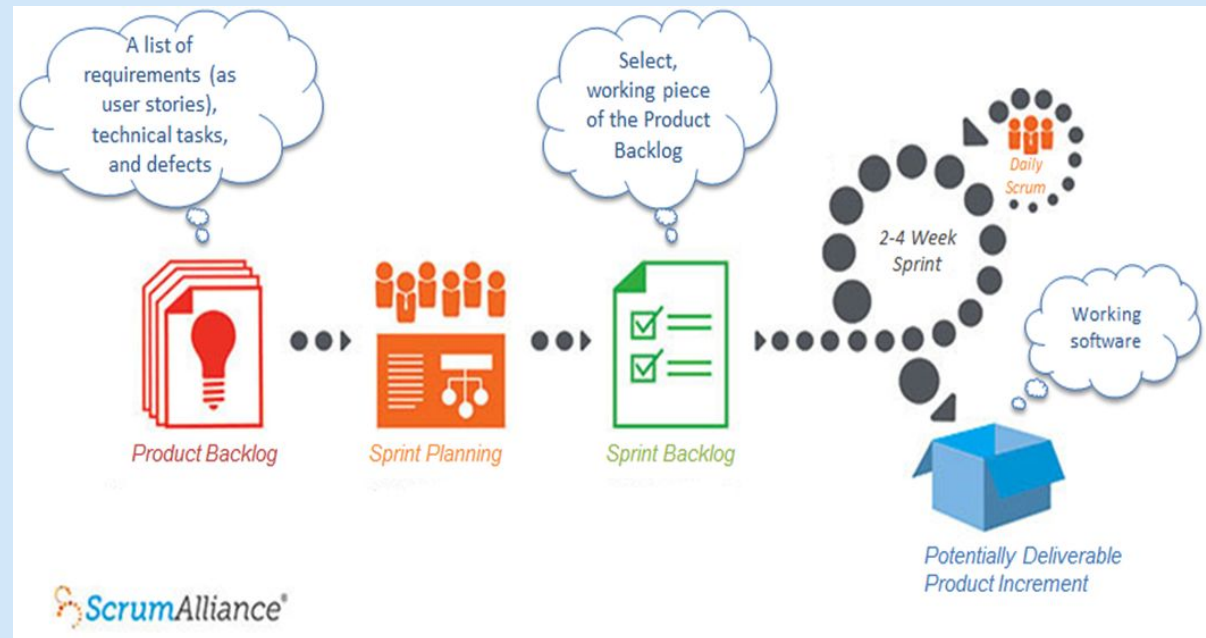 A list of
requirements (as
user stories),
technical tasks,
and defects
Select,
working piece
of the Product
Backlog
Daily
Scrum
2-4 Week
Sprint
Working
software
Product Backlog
Sprint Planning
Sprint Backlog
Potentially Deliverable
Product Increment
ScrumAlliance®